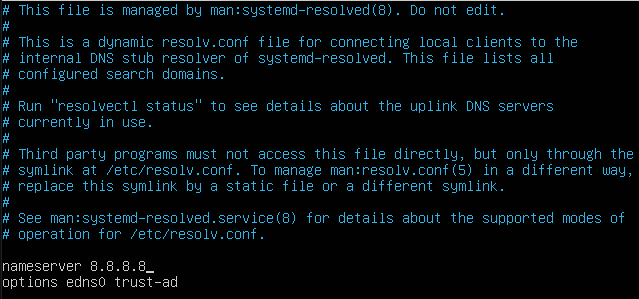 # This file is managed by man:systemd-resolved(8). Do not edit.
#
# This is a dynamic resolv.conf file for connecting local clients to the
# internal DNS stub resolver of systemd-resolved. This file lists all
# configured search domains.
#
# Run "resolvectl status" to see details about the uplink DNS servers
# currently in use.
#
# Third party programs must not access this file directly, but only through the
# symlink at /etc/resolv.conf. To manage man:resolv.conf(5) in a different way,
# replace this symlink by a static file or a different symlink.
#
# See man:systemd-resolved.service(8) for details about the supported modes of
# operation for /etc/resolv.conf.
nameserver 8.8.8.8
options edns0 trust-ad